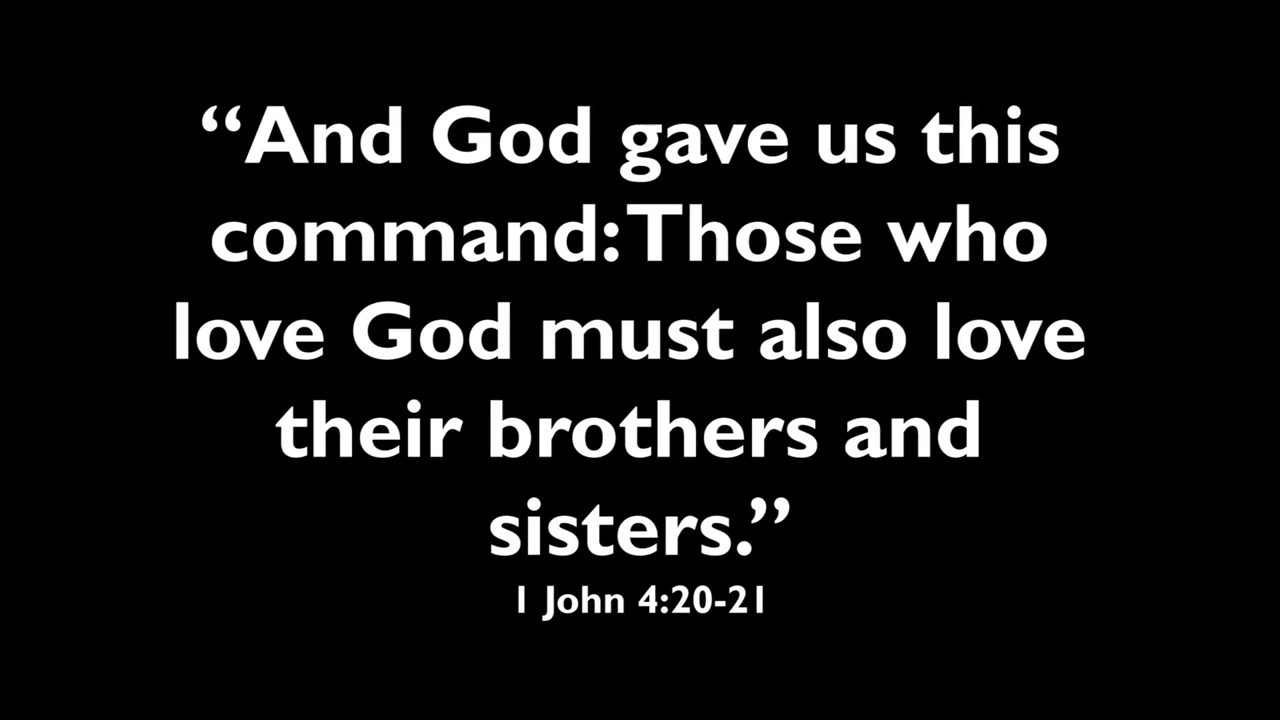 “And God gave us this
command: Those who
love God must also love
their brothers and
sisters.”
1 John 4:20-21